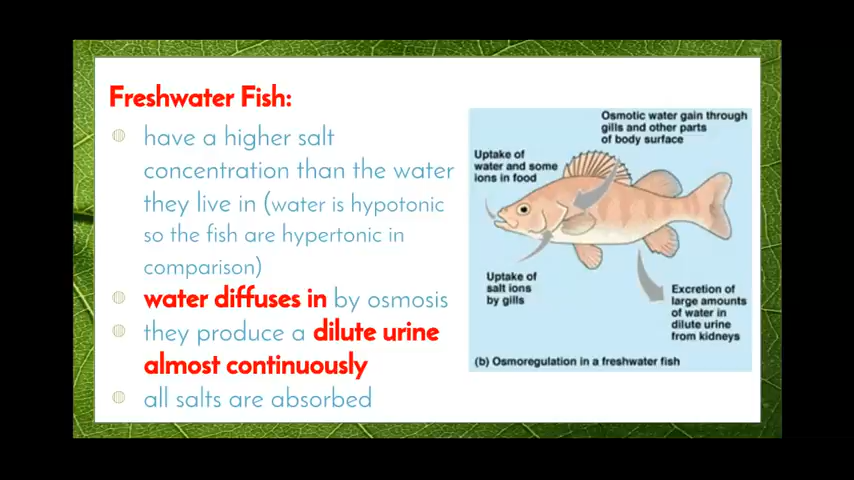 Freshwater Fish:
have a higher salt
concentration than the water
they live in (water is hypotonic
so the fish are hypertonic in
comparison)
water diffuses in by osmosis
they produce a dilute urine
almost continuously
all salts are absorbed
Osmotic water gain through
gills and other parts
of body surface
Uptake of
water and some
ions in food
Uptake of
salt ions
by gills
Excretion of
large amounts
of water in
dilute urine
from kidneys
(b) Osmoregulation in a freshwater fish